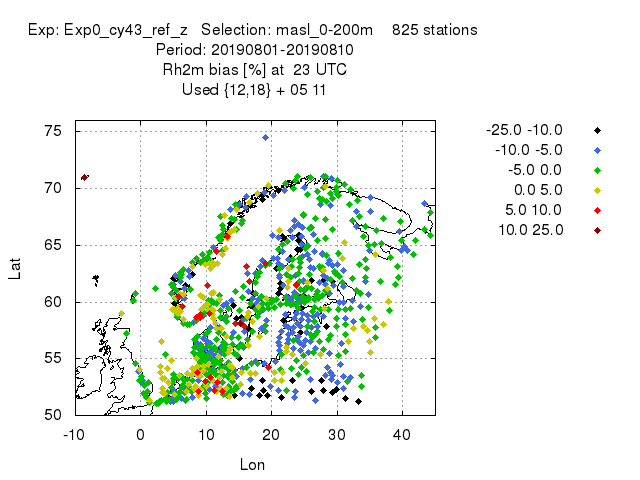 Exp: Exp0_cy43_ref_z Selection: masl_0-200m 825 stations
Period: 20190801-20190810
Rh2m bias [%] at 23 UTC
Used {12,18} + 05 11
-25.0 -10.0
-10.0 -5.0
-5.0 0.0
0.0 5.0
5.0 10.0
10.0 25.0
75
70
65
60
55
50
Lat
-10 0 10 20 30 40
Lon